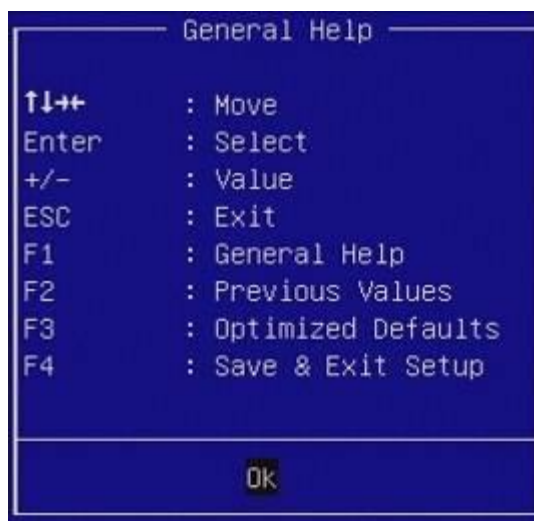 General Help
↑↓→← : Move
Enter : Select
+/- : Value
ESC : Exit
F1 : General Help
F2 : Previous Values
F3 : Optimized Defaults
F4 : Save & Exit Setup
Ok